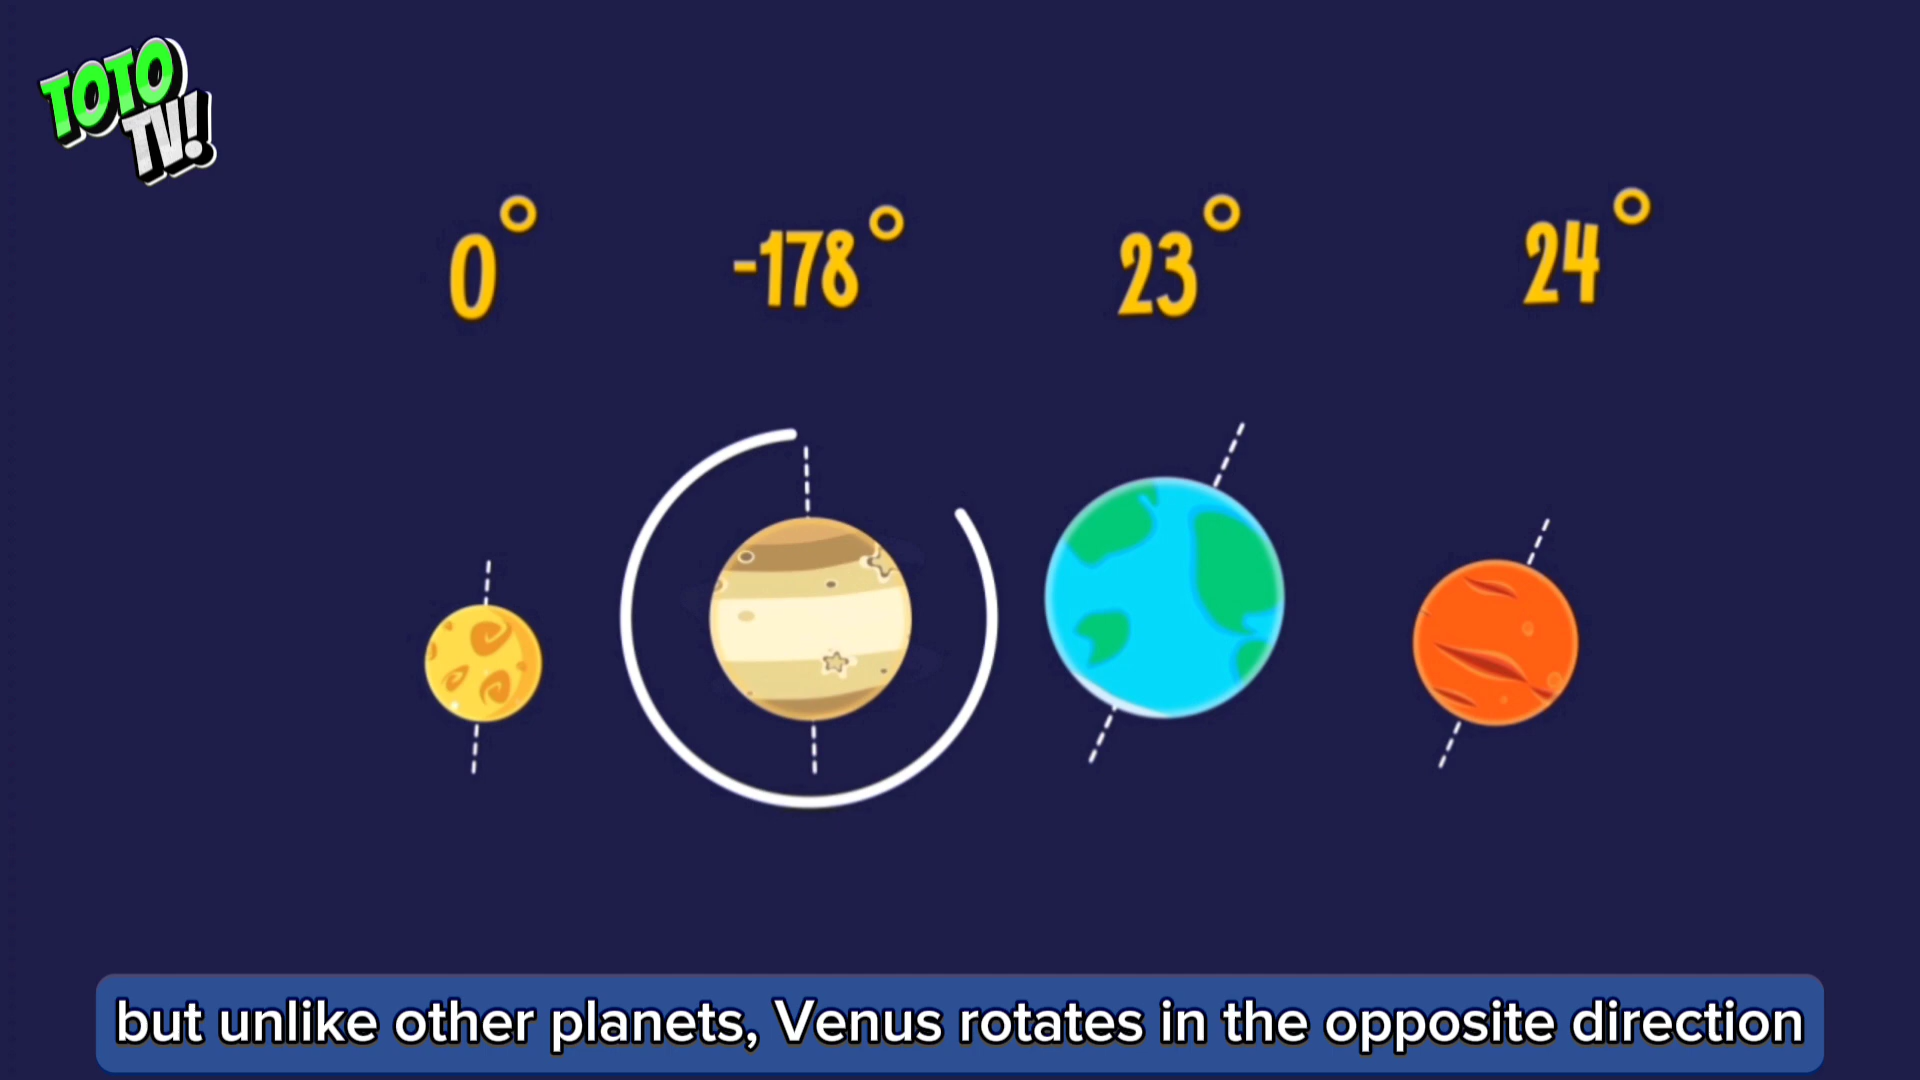 TOTO
TV!
0°
-178°
23°
24°
but unlike other planets, Venus rotates in the opposite direction